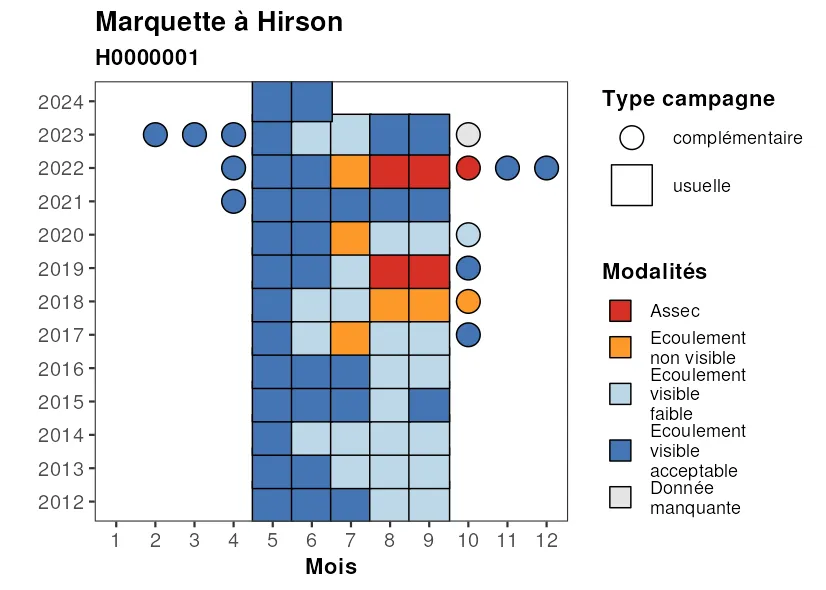 Marquette à Hirson
H0000001
2024
2023
2022
2021
2020
2019
2018
2017
2016
2015
2014
2013
2012
1 2 3 4 5 6 7 8 9 10 11 12
Mois
Type campagne
complémentaire
usuelle
Modalités
Assec
Ecoulement
non visible
Ecoulement
visible
faible
Ecoulement
visible
acceptable
Donnée
manquante